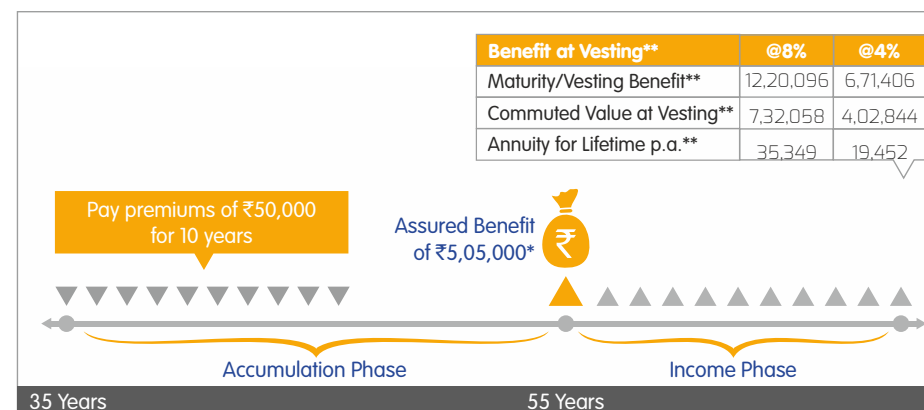 Benefit at Vesting** @8% @4%
Maturity/Vesting Benefit** 12,20,096 6,71,406
Commuted Value at Vesting** 7,32,058 4,02,844
Annuity for Lifetime p.a.** 35,349 19,452
Pay premiums of ₹50,000
for 10 years
Assured Benefit
of ₹5,05,000*
₹
Accumulation Phase
Income Phase
35 Years
55 Years